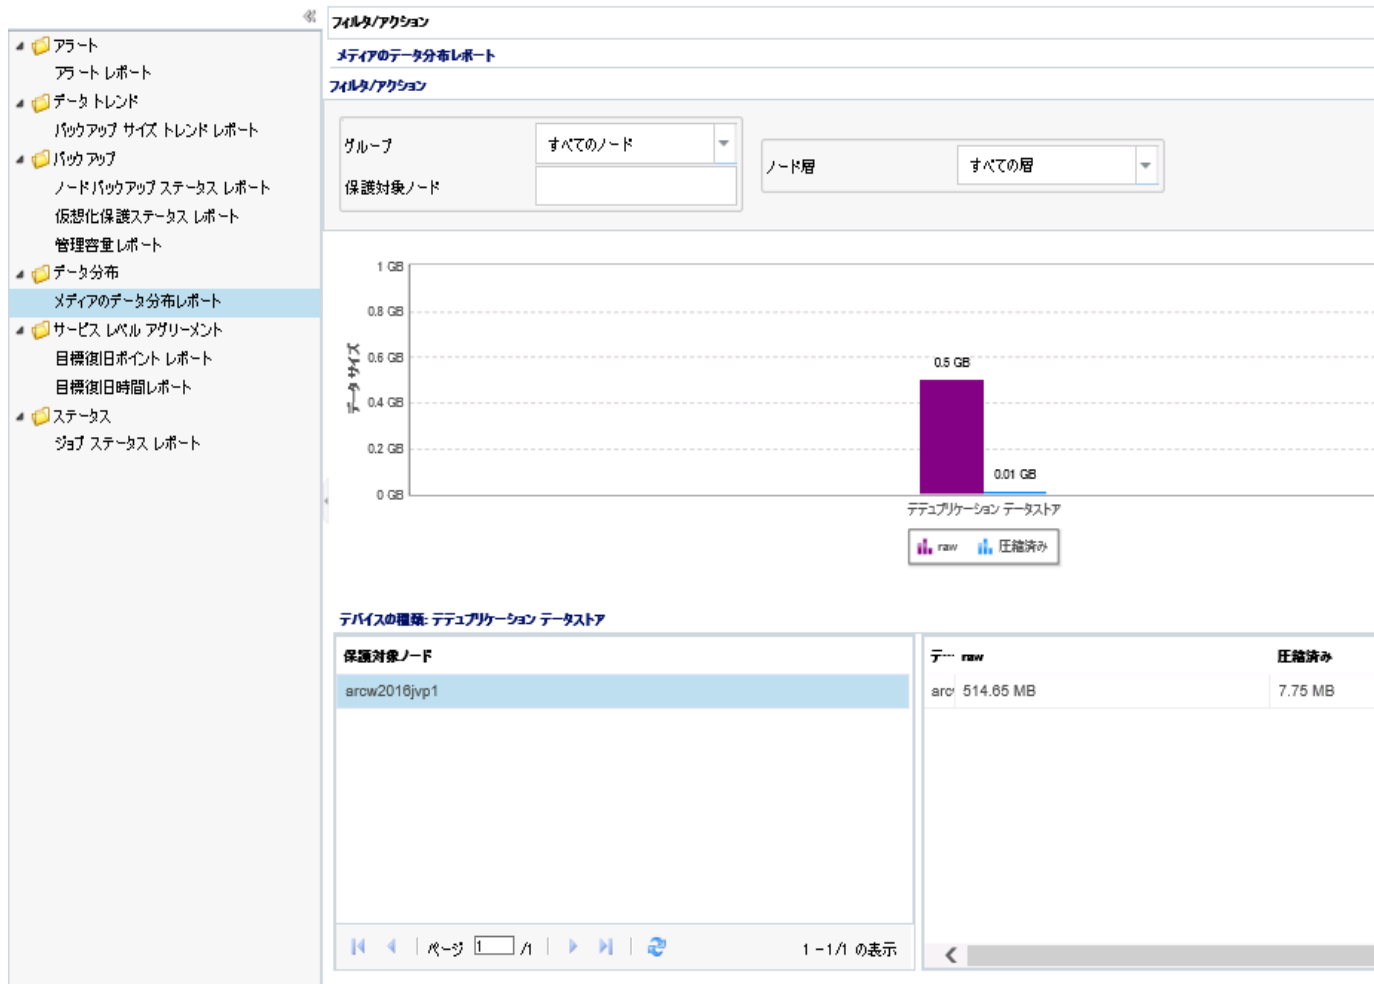 アラート
アラート レポート
データ トレンド
バックアップ サイズ トレンド レポート
バックアップ
ノード バックアップ ステータス レポート
仮想化保護ステータス レポート
管理容量レポート
データ分布
メディアのデータ分布レポート
サービス レベル アグリーメント
目標復旧ポイント レポート
目標復旧時間レポート
ステータス
ジョブ ステータス レポート
フィルタ/アクション
メディアのデータ分布レポート
フィルタ/アクション
グループ
すべてのノード
保護対象ノード
ノード層
すべての層
データ サイズ
1 GB
0.8 GB
0.6 GB
0.4 GB
0.2 GB
0 GB
0.5 GB
0.01 GB
デデュプリケーション データストア
raw 圧縮済み
デバイスの種類: デデュプリケーション データストア
保護対象ノード
arcw2016jvp1
デ… raw 圧縮済み
arc 514.65 MB 7.75 MB
ページ 1 /1
1 - 1/1 の表示